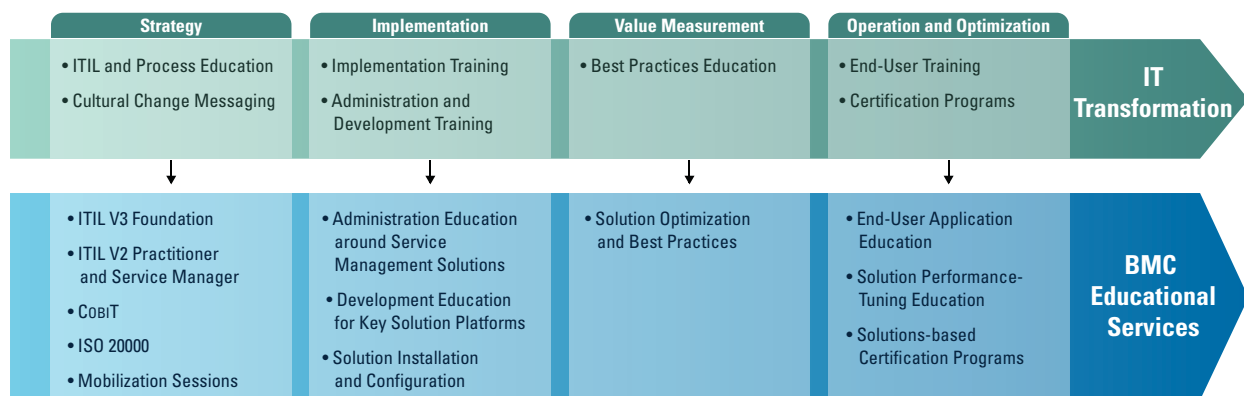 Strategy
Implementation
Value Measurement
Operation and Optimization
• ITIL and Process Education
• Cultural Change Messaging
• Implementation Training
• Administration and
Development Training
• Best Practices Education
• End-User Training
• Certification Programs
IT
Transformation
• ITIL V3 Foundation
• ITIL V2 Practitioner
and Service Manager
• COBIT
• ISO 20000
• Mobilization Sessions
• Administration Education
around Service
Management Solutions
• Development Education
for Key Solution Platforms
• Solution Installation
and Configuration
• Solution Optimization
and Best Practices
• End-User Application
Education
• Solution Performance-
Tuning Education
• Solutions-based
Certification Programs
BMC
Educational
Services